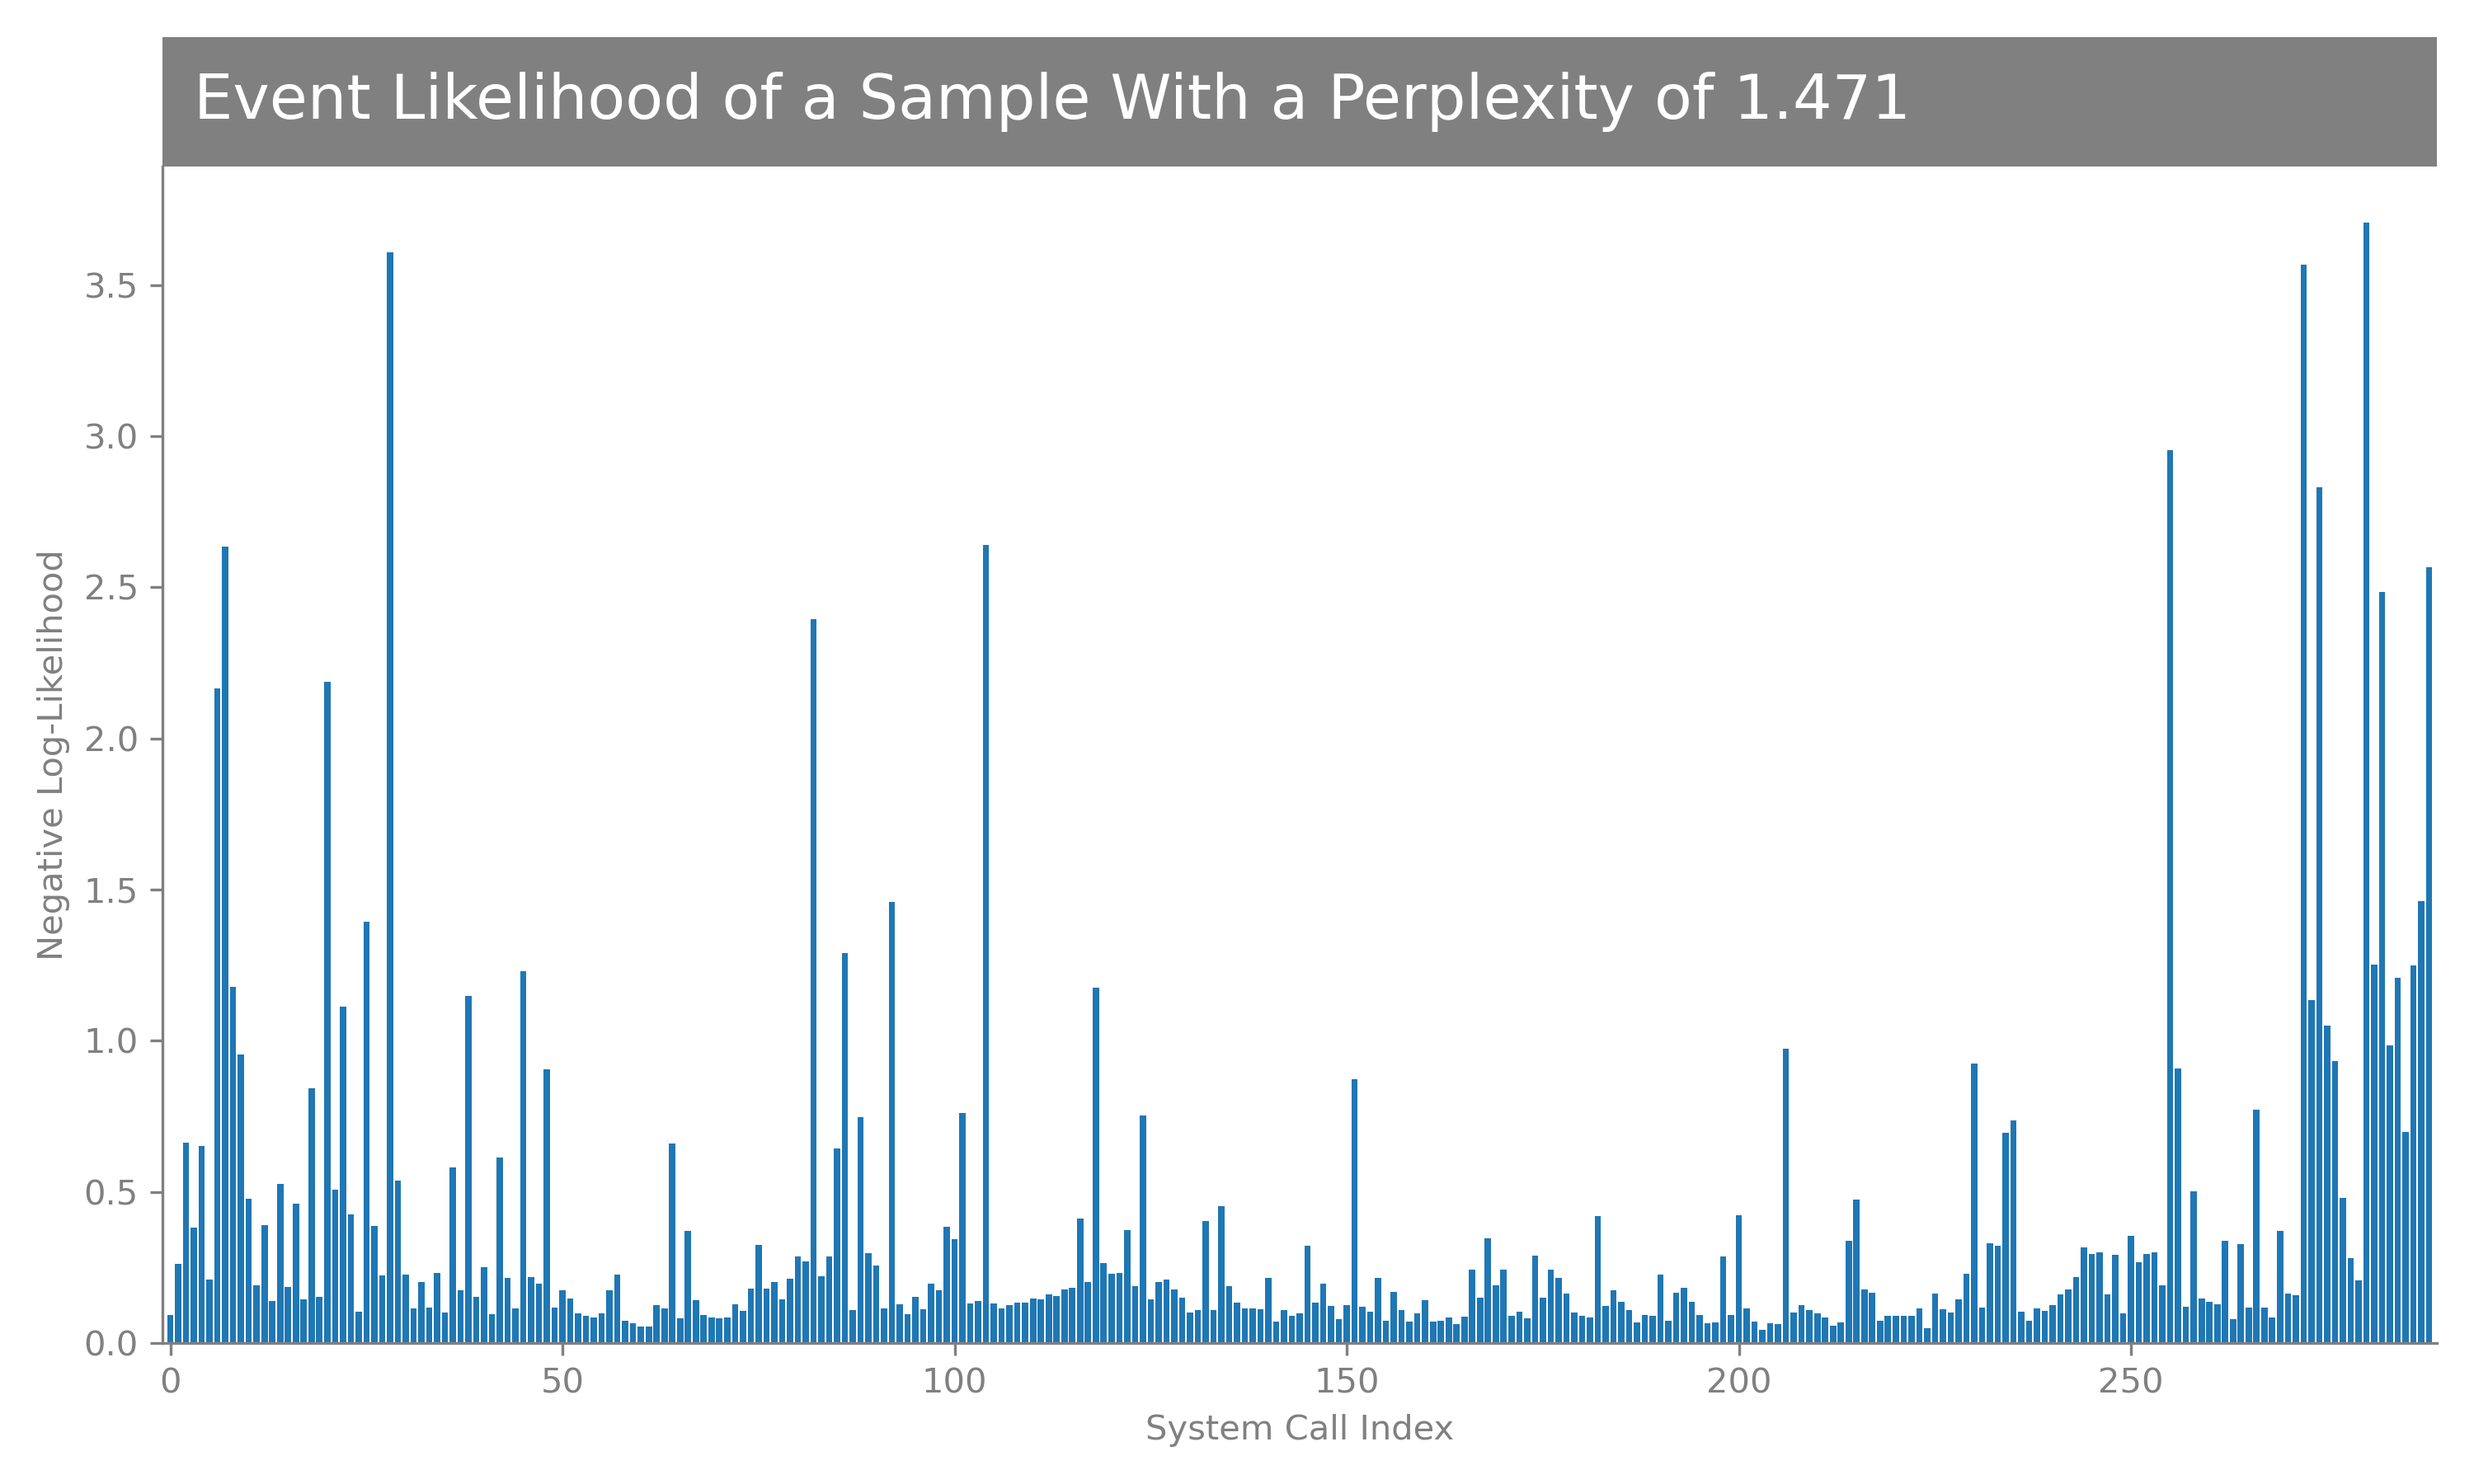 Event Likelihood of a Sample With a Perplexity of 1.471
Negative Log-Likelihood
3.5
3.0
2.5
2.0
1.5
1.0
0.5
0.0
0 50 100 150 200 250
System Call Index